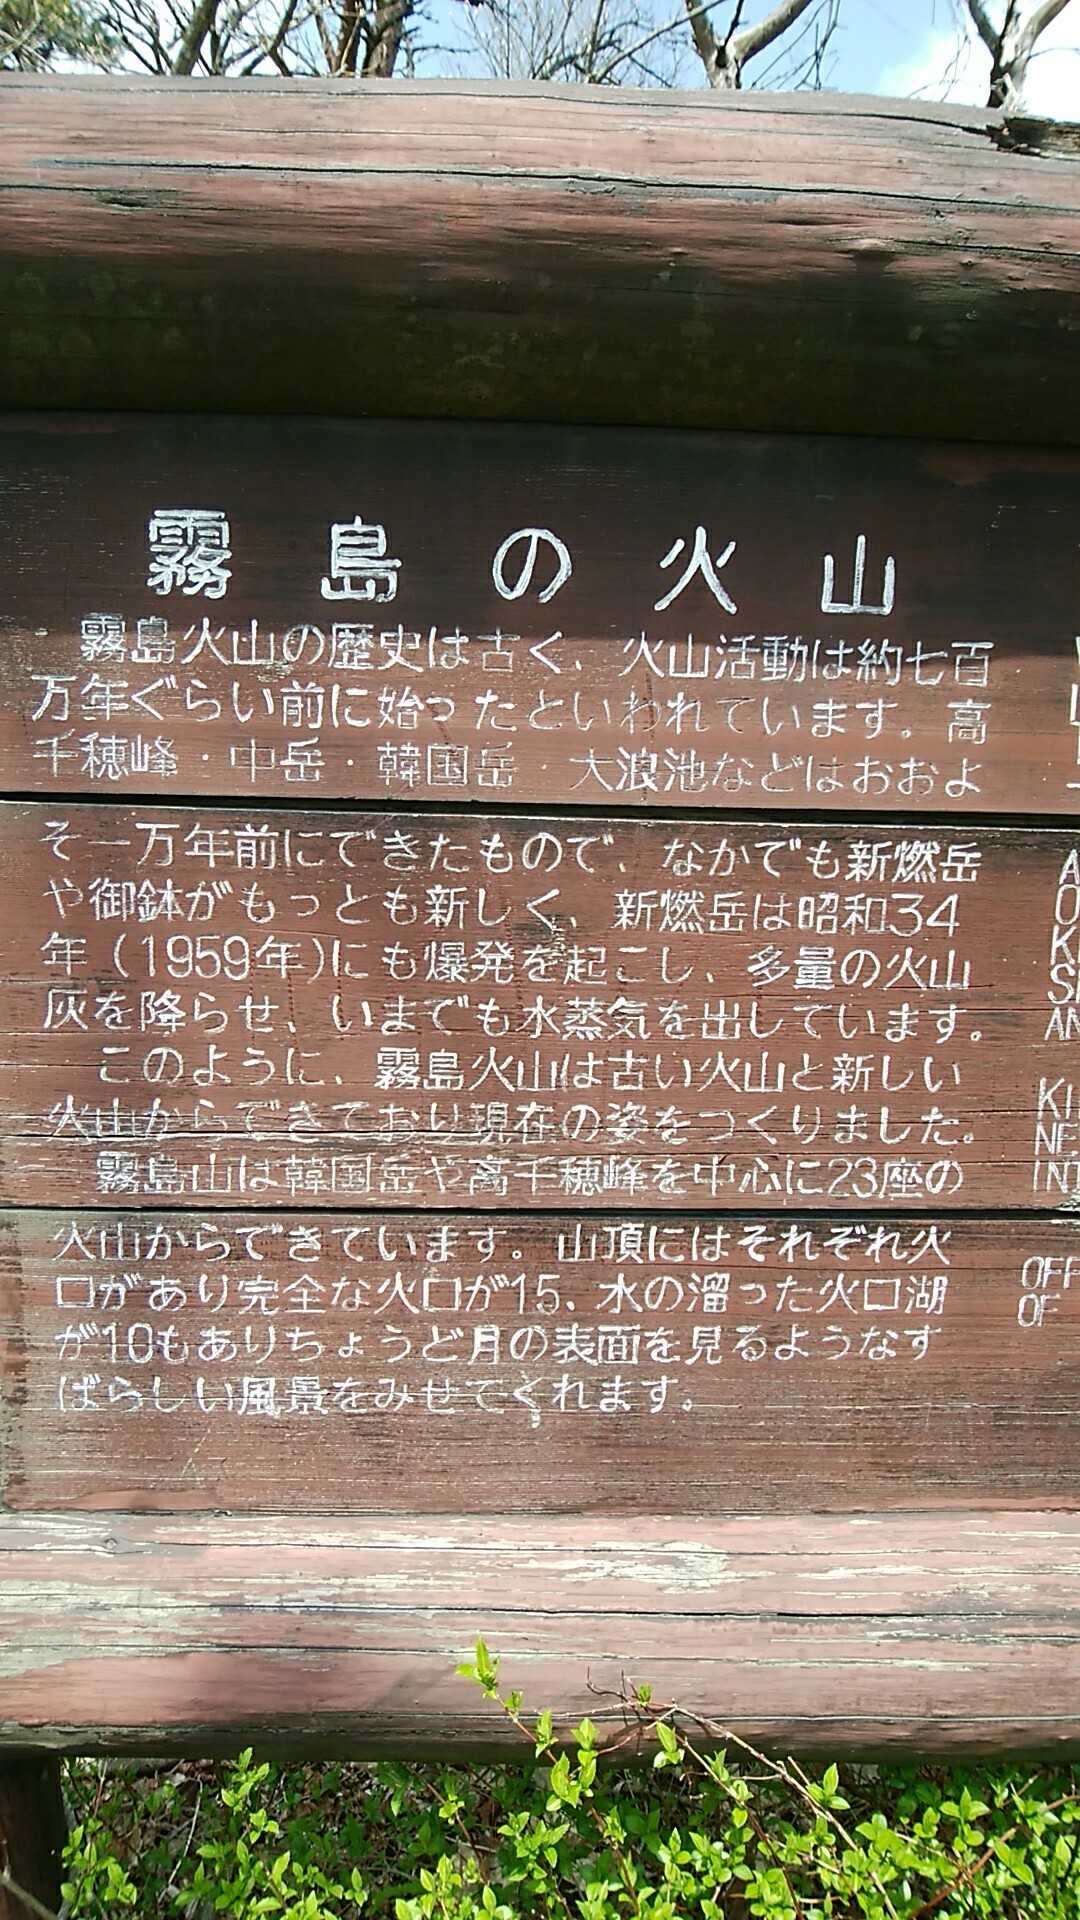 霧島の火山
霧島火山の歴史は古く、火山活動は約七百
万年ぐらい前に始ったといわれています。高
千穂峰・中岳・韓国岳・大浪池などはおおよ
そ一万年前にできたもので、なかでも新燃岳
や御鉢がもっとも新しく、新燃岳は昭和34
年(1959年)にも爆発を起こし、多量の火山
灰を降らせ、いまでも水蒸気を出しています。
このように、霧島火山は古い火山と新しい
火山からできており現在の姿をつくりました。
霧島山は韓国岳や高千穂峰を中心に23座の
火山からできています。山頂にはそれぞれ火
口があり完全な火口が15、水の溜った火口湖
が10もありちょうど月の表面を見るようなす
ばらしい風景をみせてくれます。
OF